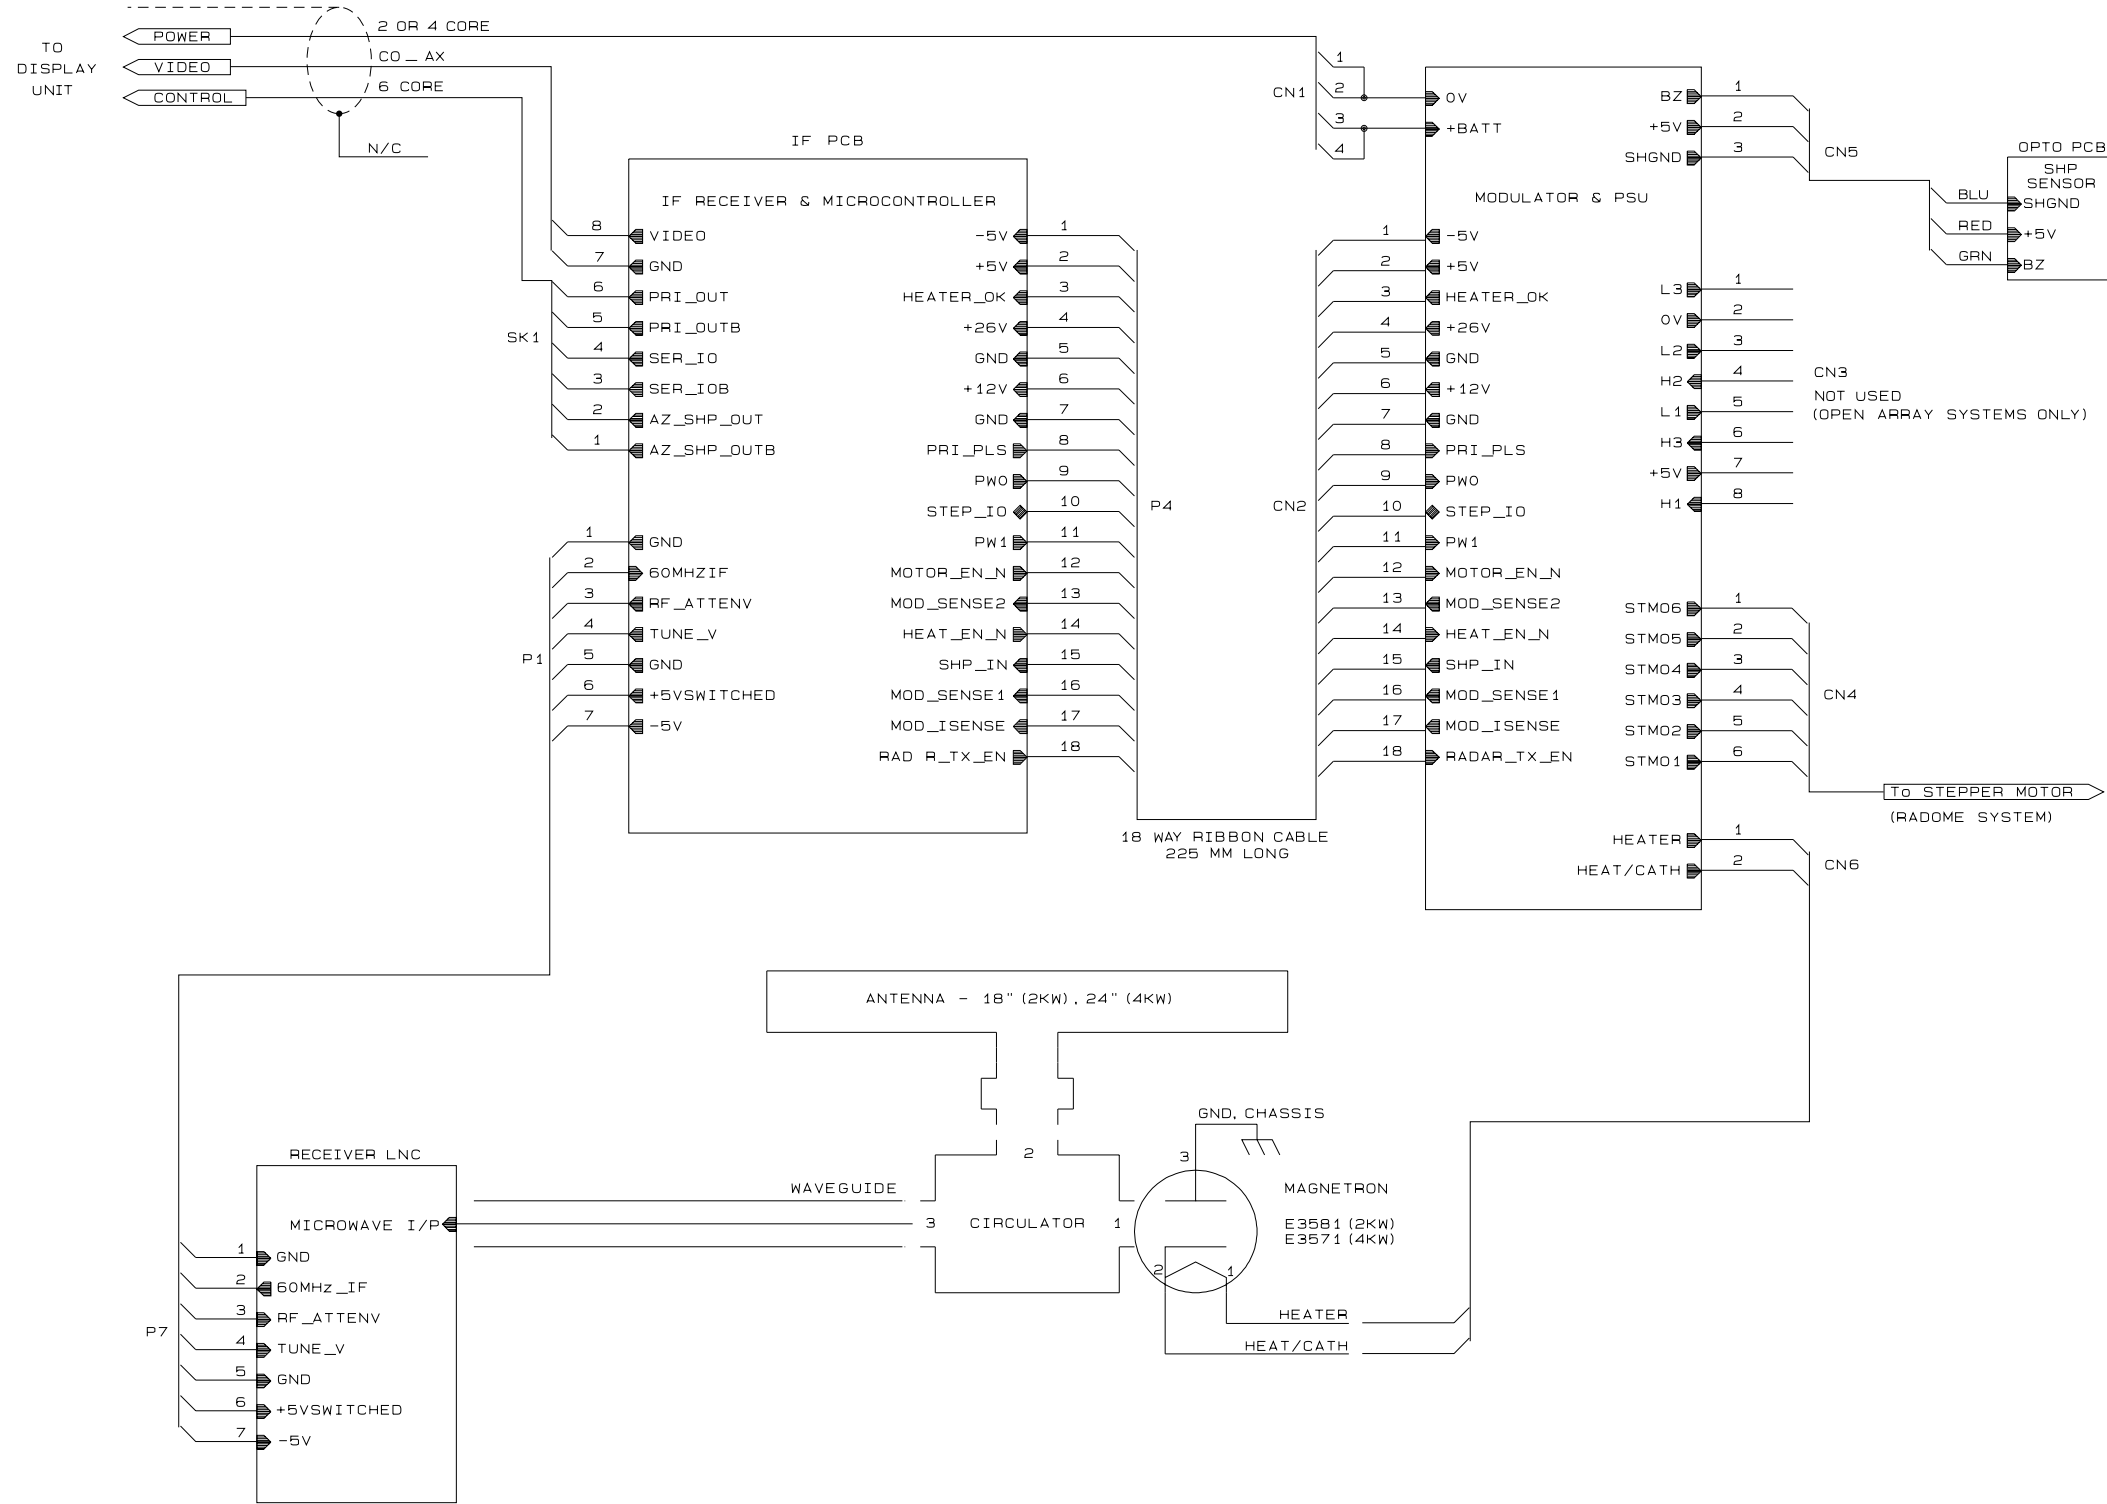 TO
DISPLAY
UNIT
POWER
VIDEO
CONTROL
2 OR 4 CORE
CO_ AX
6 CORE
N/C
IF PCB
IF RECEIVER & MICROCONTROLLER
SK1
8 VIDEO
7 GND
6 PRI_OUT
5 PRI_OUTB
4 SER_IO
3 SER_IOB
2 AZ_SHP_OUT
1 AZ_SHP_OUTB
P1
1 GND
2 60MHZIF
3 RF_ATTENV
4 TUNE_V
5 GND
6 +5VSWITCHED
7 -5V
-5V 1
+5V 2
HEATER_OK 3
+26V 4
GND 5
+12V 6
GND 7
PRI_PLS 8
PW0 9
STEP_IO 10
PW1 11
MOTOR_EN_N 12
MOD_SENSE2 13
HEAT_EN_N 14
SHP_IN 15
MOD_SENSE1 16
MOD_ISENSE 17
RAD R_TX_EN 18
P4
18 WAY RIBBON CABLE
225 MM LONG
CN1
1
2
3
4
0V
+BATT
MODULATOR & PSU
CN2
1 -5V
2 +5V
3 HEATER_OK
4 +26V
5 GND
6 +12V
7 GND
8 PRI_PLS
9 PW0
10 STEP_IO
11 PW1
12 MOTOR_EN_N
13 MOD_SENSE2
14 HEAT_EN_N
15 SHP_IN
16 MOD_SENSE1
17 MOD_ISENSE
18 RADAR_TX_EN
BZ 1
+5V 2
SHGND 3
CN5
OPTO PCB
SHP
SENSOR
BLU SHGND
RED +5V
GRN BZ
L3 1
0V 2
L2 3
H2 4
L1 5
H3 6
+5V 7
H1 8
CN3
NOT USED
(OPEN ARRAY SYSTEMS ONLY)
STM06 1
STM05 2
STM04 3
STM03 4
STM02 5
STM01 6
CN4
To STEPPER MOTOR
(RADOME SYSTEM)
HEATER 1
HEAT/CATH 2
CN6
ANTENNA - 18" (2KW), 24" (4KW)
GND, CHASSIS
RECEIVER LNC
MICROWAVE I/P
WAVEGUIDE
2
3 CIRCULATOR 1
3
2
1
MAGNETRON
E3581 (2KW)
E3571 (4KW)
HEATER
HEAT/CATH
P7
1 GND
2 60MHz_IF
3 RF_ATTENV
4 TUNE_V
5 GND
6 +5VSWITCHED
7 -5V